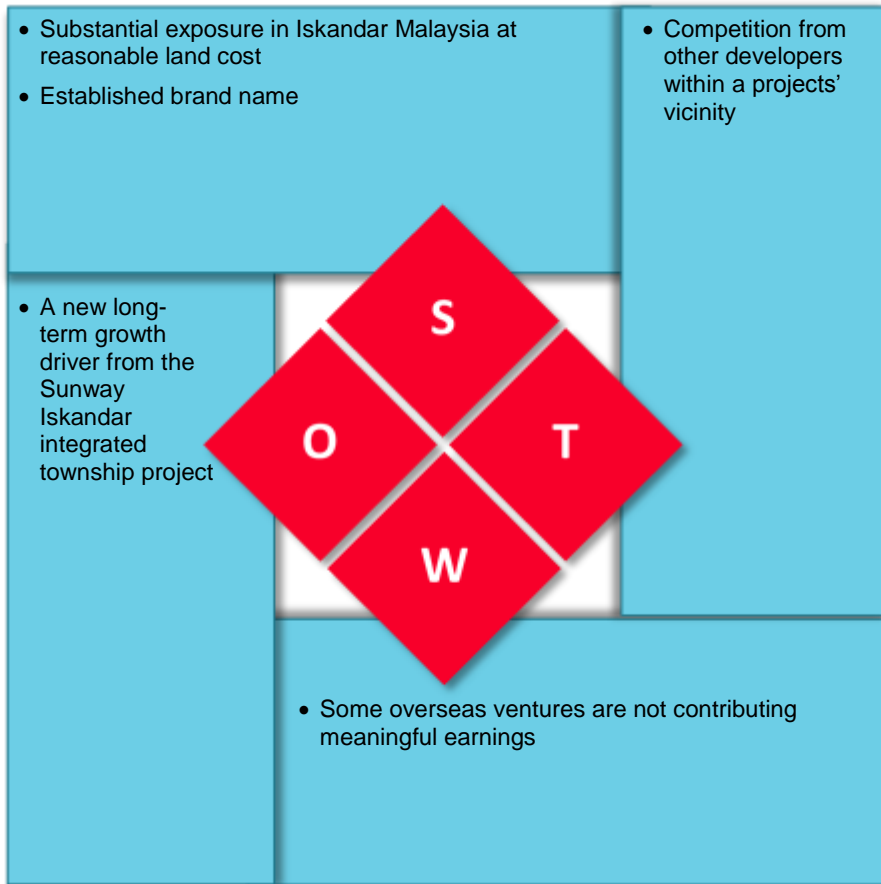 • Substantial exposure in Iskandar Malaysia at
reasonable land cost
• Established brand name
• Competition from
other developers
within a projects’
vicinity
• A new long-
term growth
driver from the
Sunway
Iskandar
integrated
township project
S
O
T
W
• Some overseas ventures are not contributing
meaningful earnings